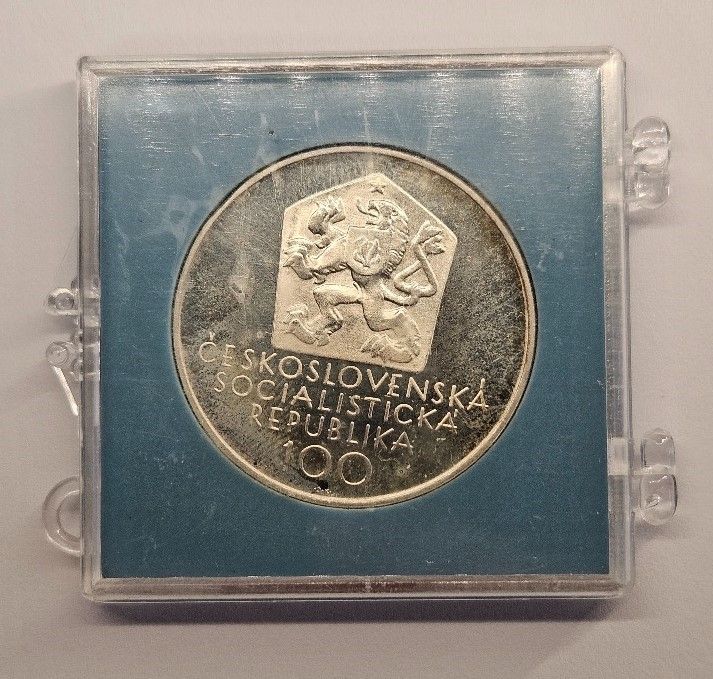 ČESKOSLOVENSKÁ
SOCIALISTICKÁ
REPUBLIKA
100